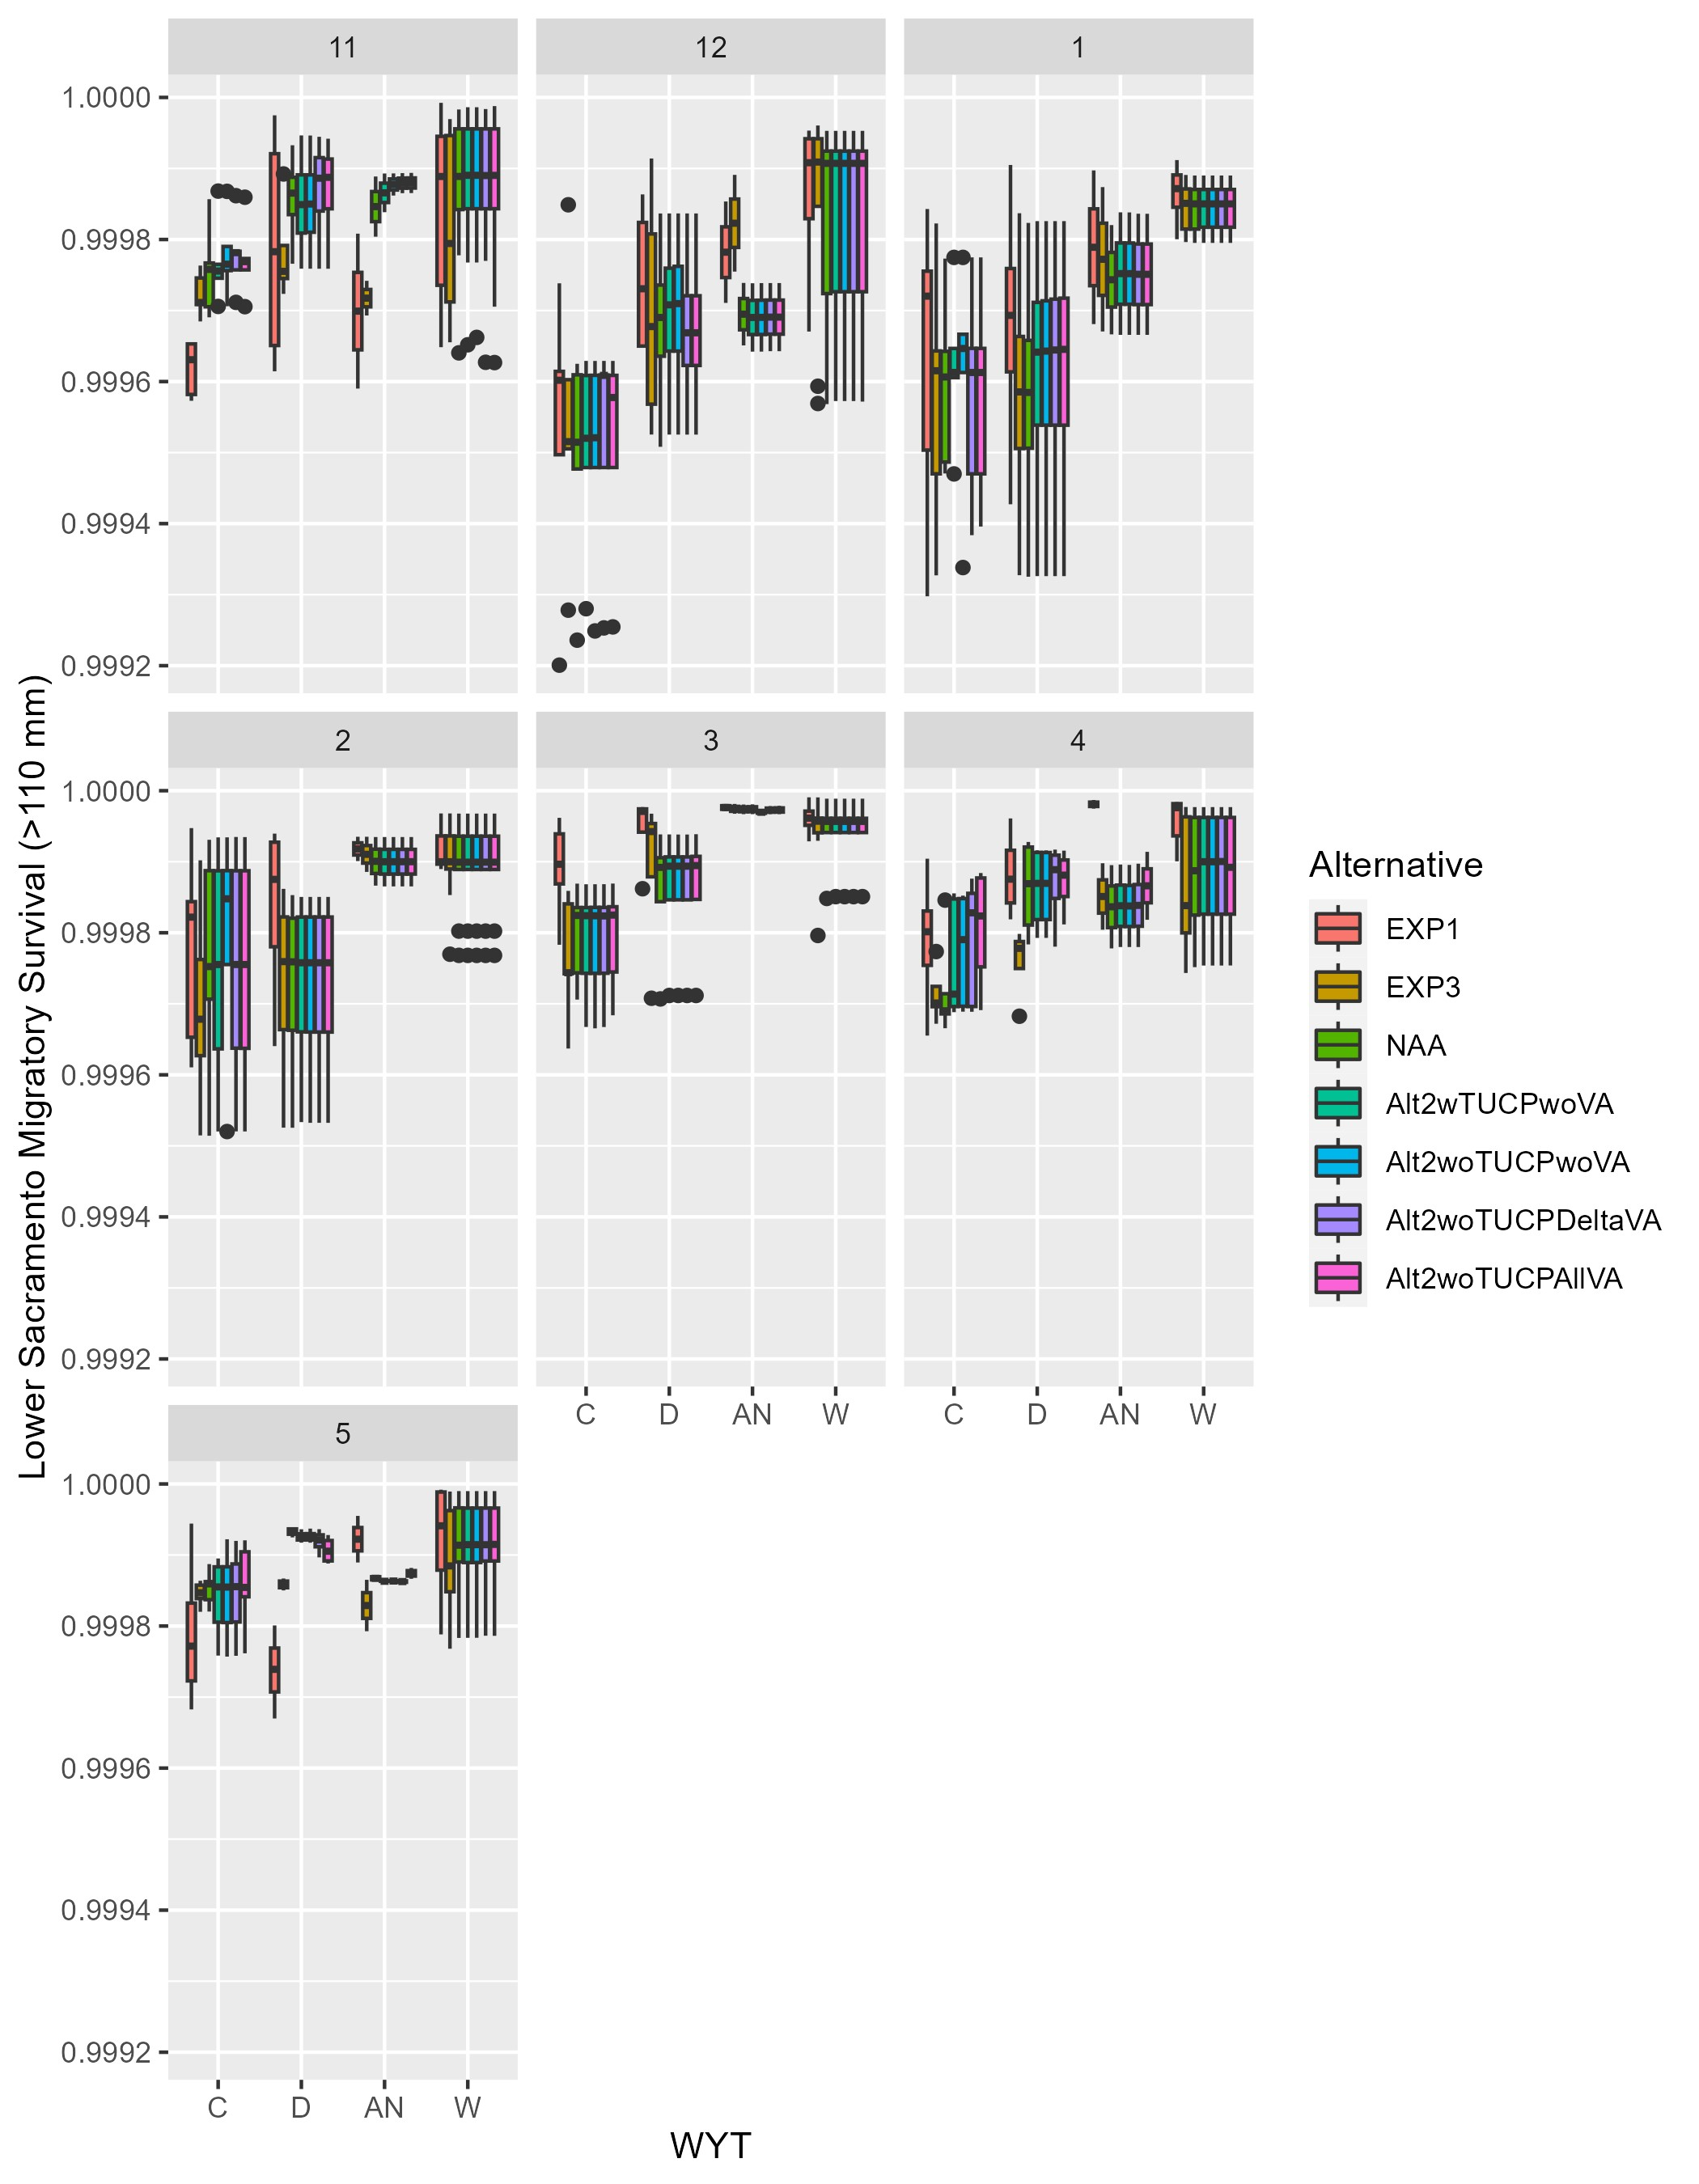 11 12 1
1.0000
0.9998
0.9996
0.9994
0.9992
2 3 4
1.0000
0.9998
0.9996
0.9994
0.9992
C D AN W C D AN W
5
1.0000
0.9998
0.9996
0.9994
0.9992
C D AN W
WYT
Lower Sacramento Migratory Survival (>110 mm)
Alternative
EXP1
EXP3
NAA
Alt2wTUCPwoVA
Alt2woTUCPwoVA
Alt2woTUCPDeltaVA
Alt2woTUCPAllVA